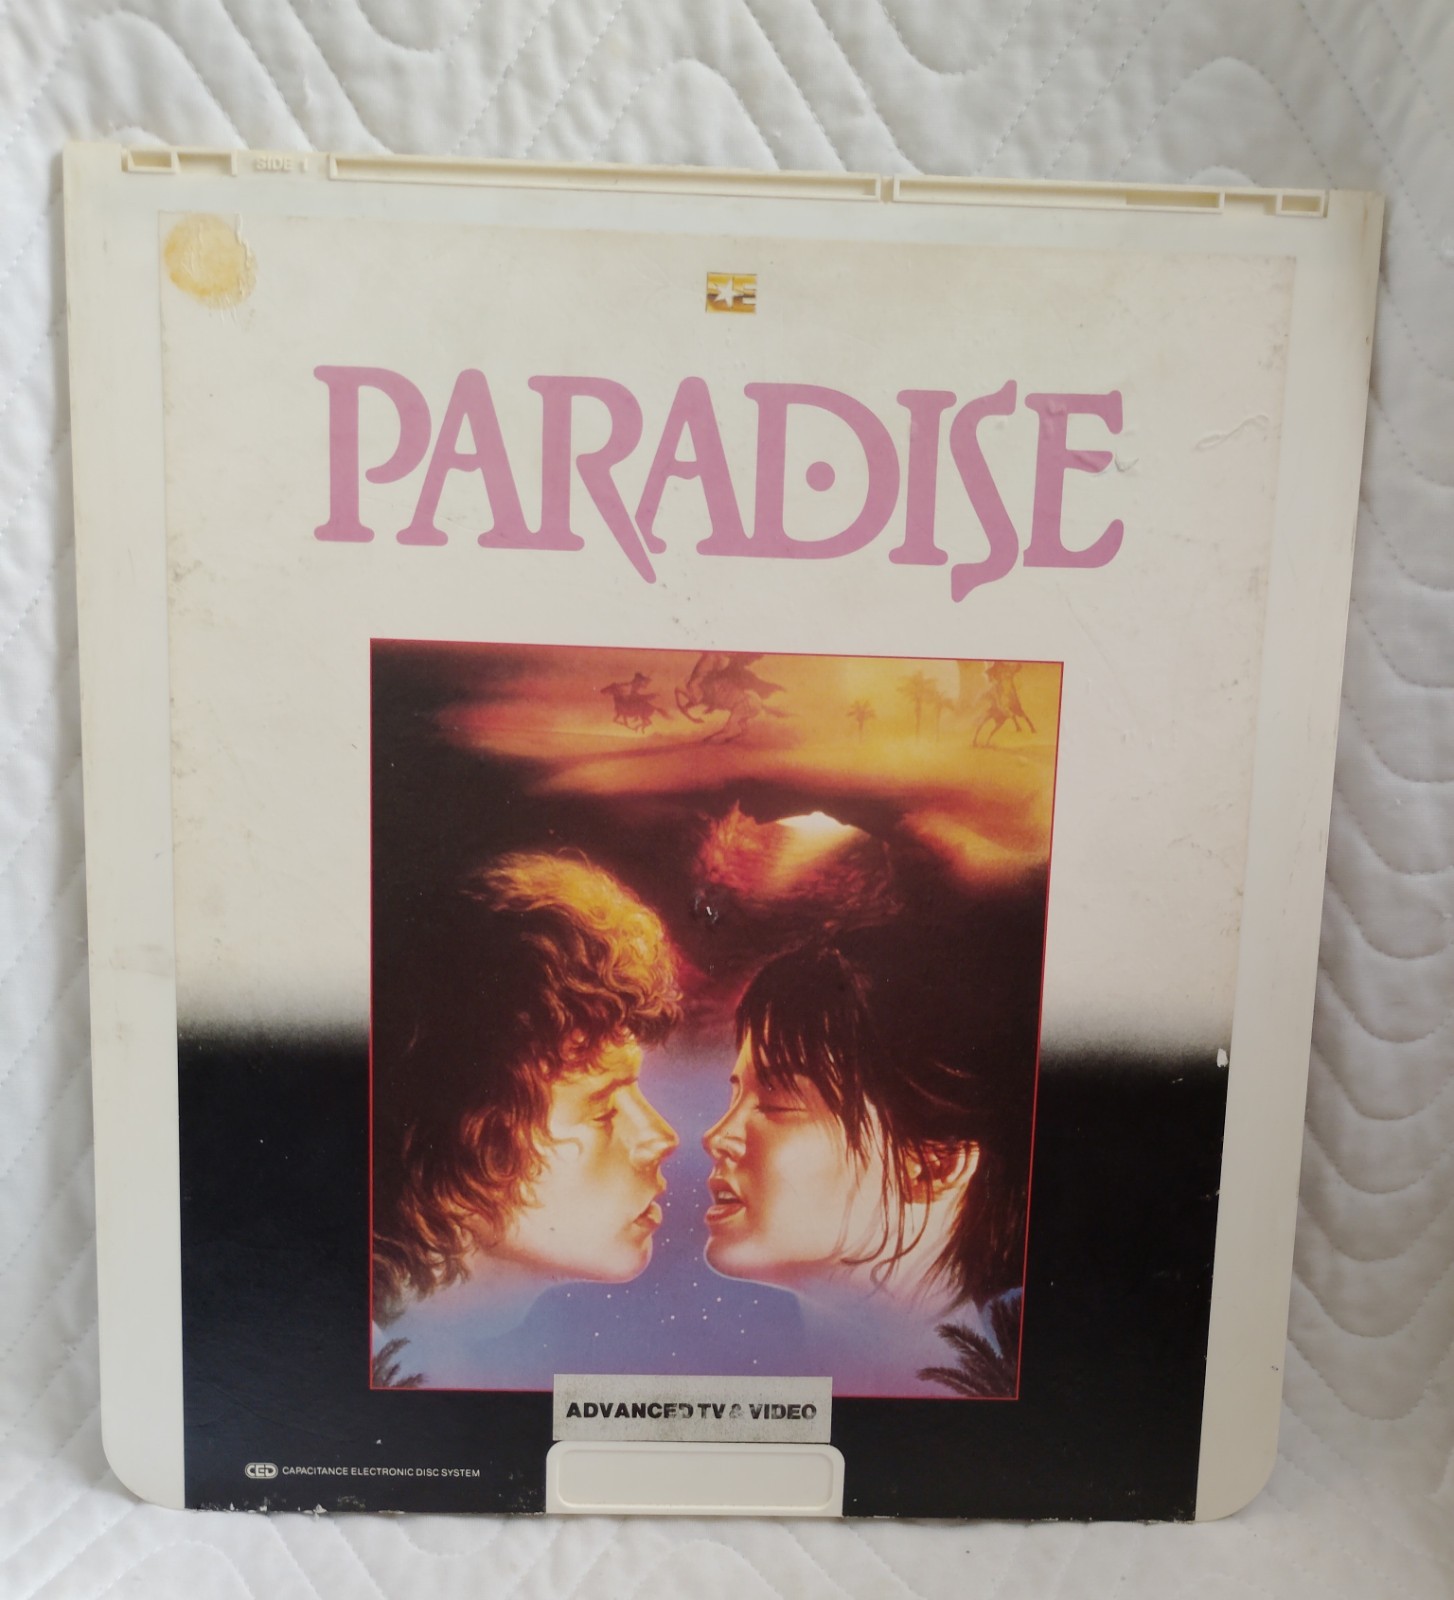 SIDE 1
PARADISE
ADVANCED TV & VIDEO
CED CAPACITANCE ELECTRONIC DISC SYSTEM